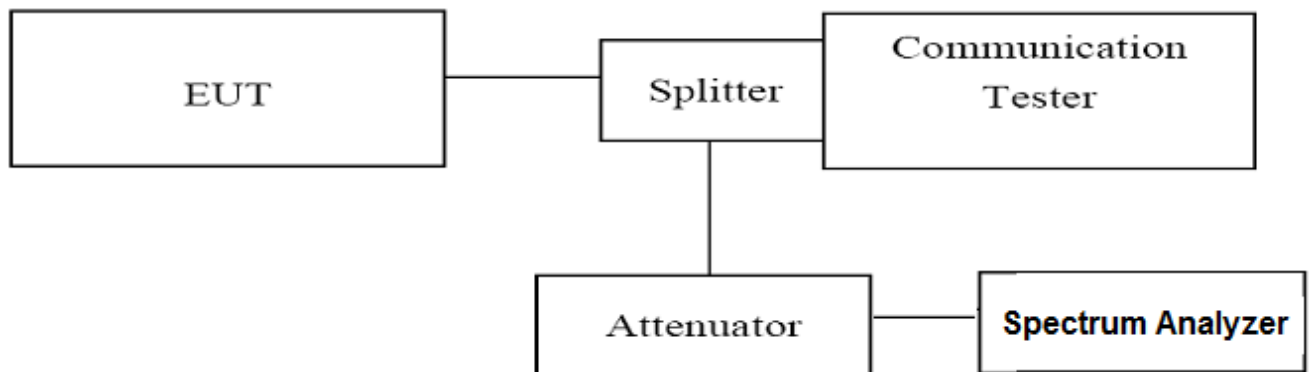 EUT
Splitter
Communication
Tester
Attenuator
Spectrum Analyzer